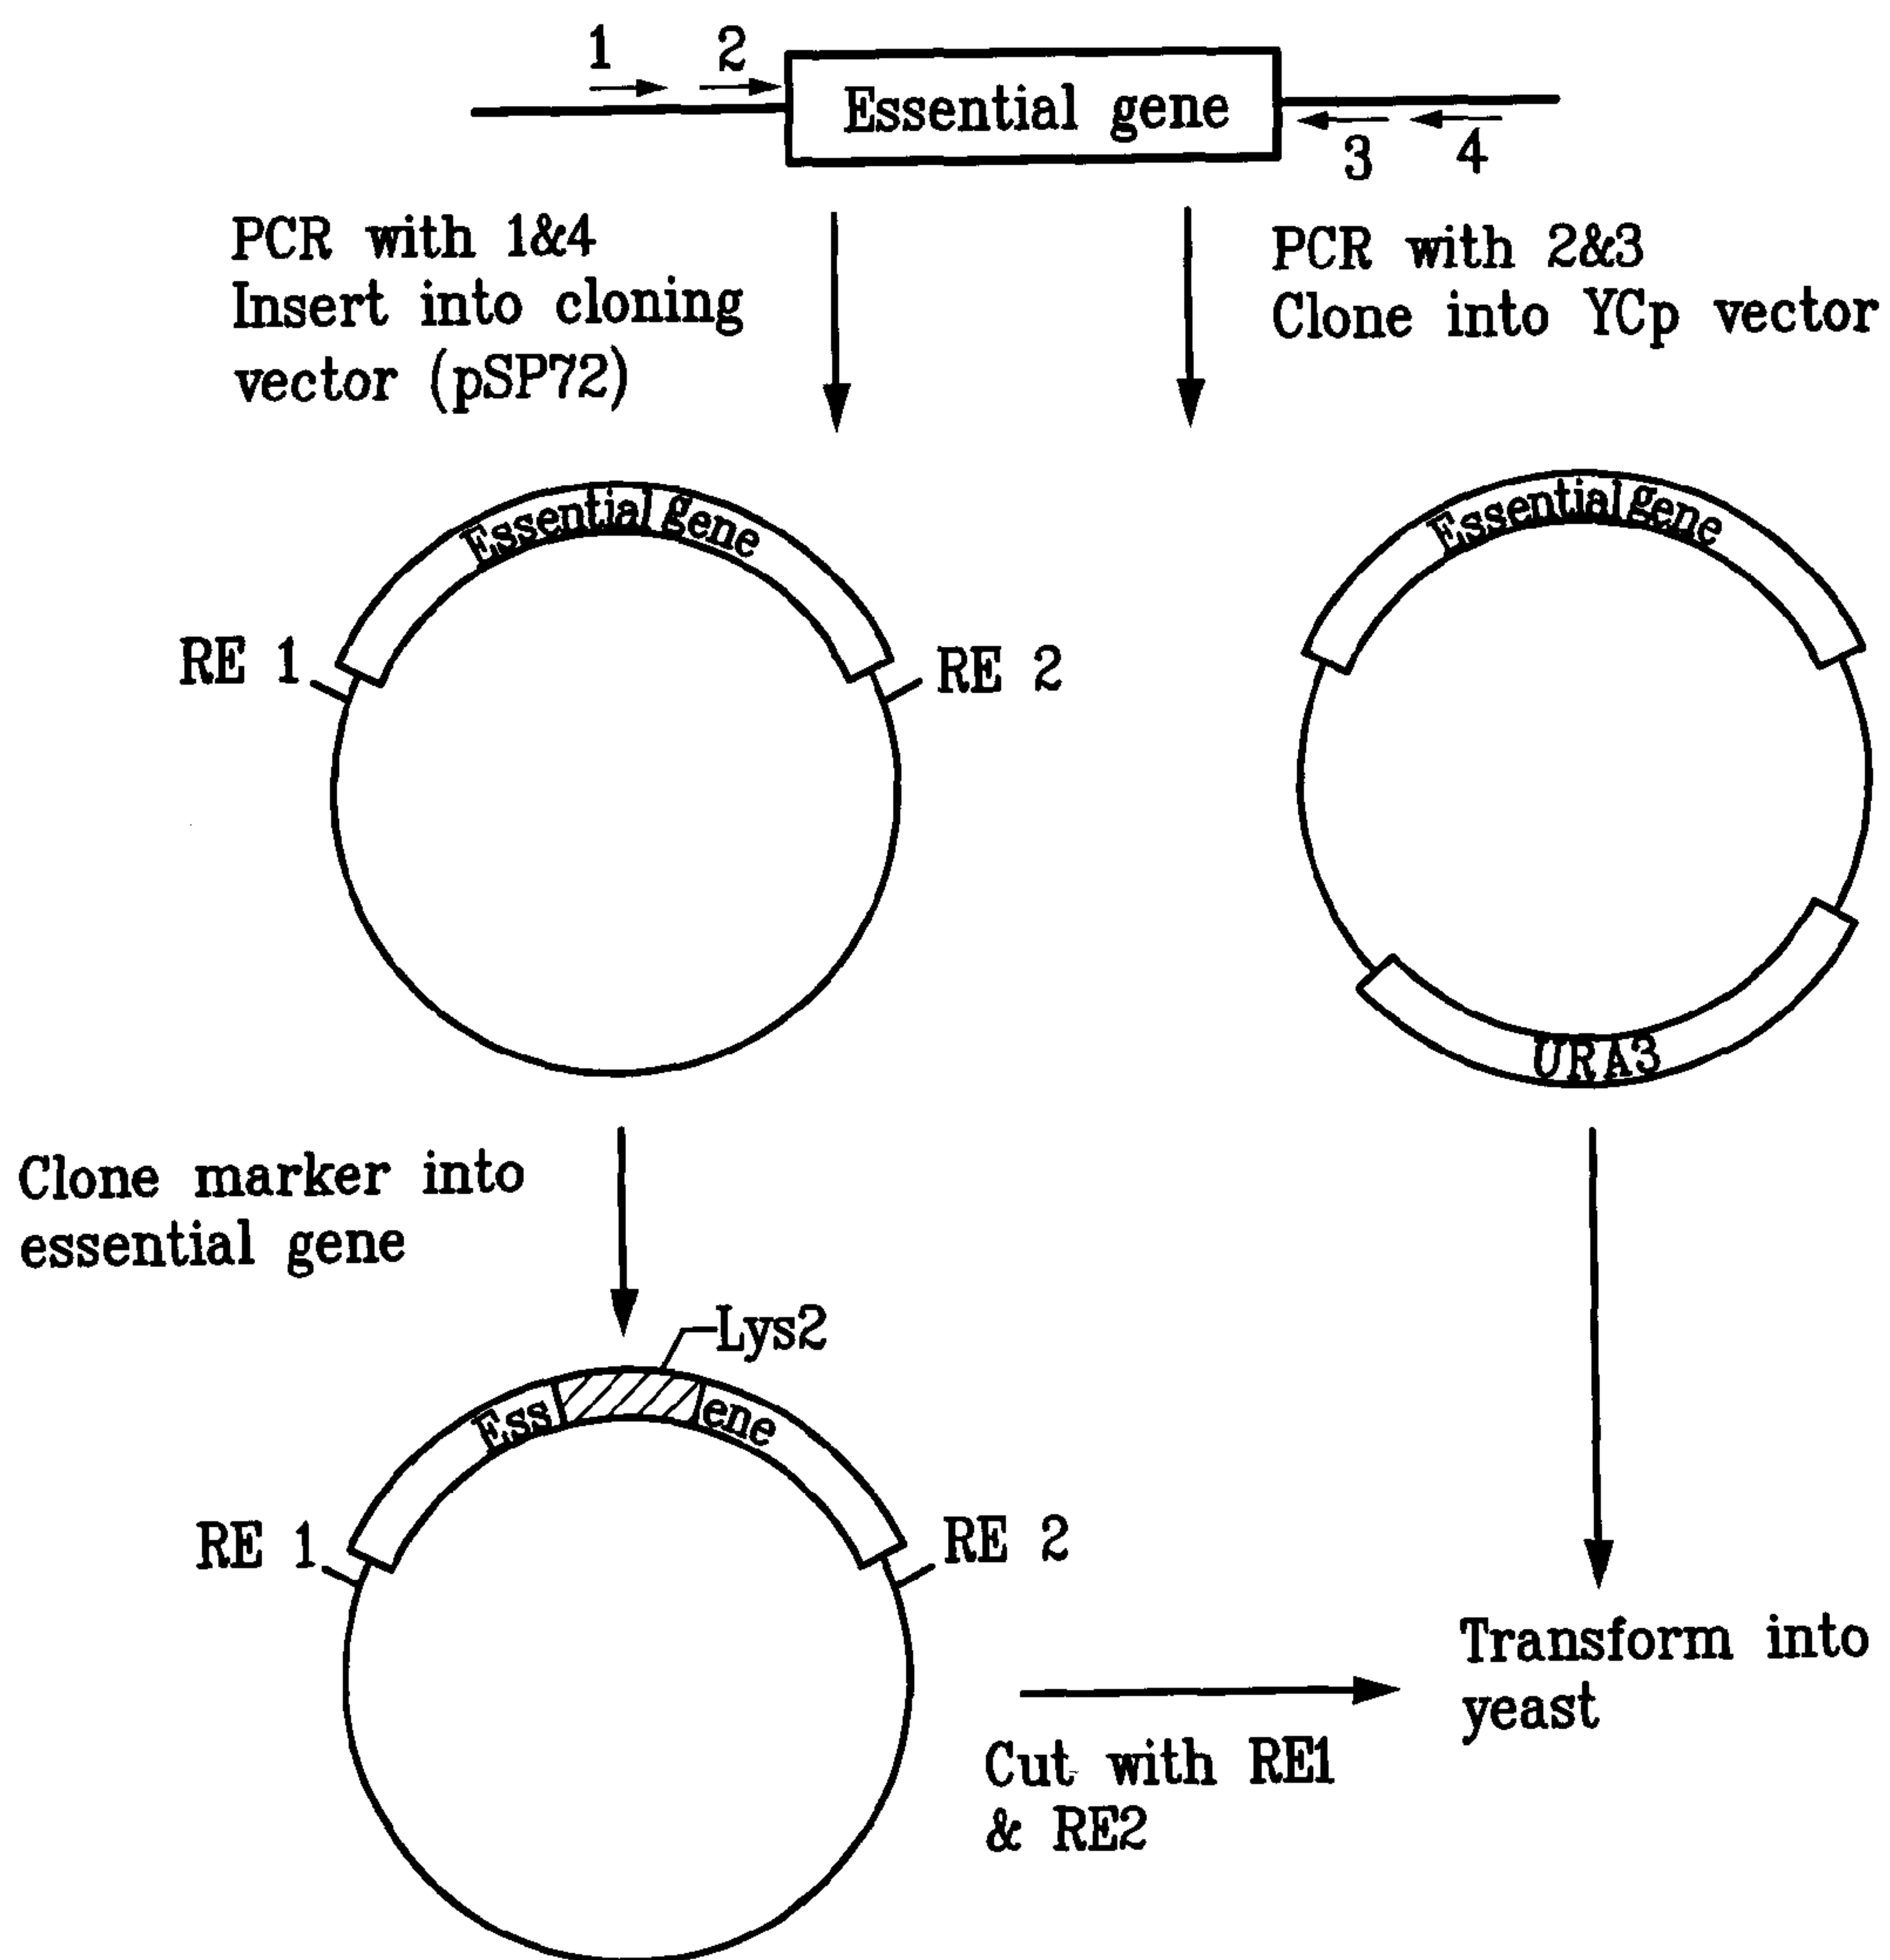 1
2
Essential gene
3
4
PCR with 1&4
Insert into cloning
vector (pSP72)
PCR with 2&3
Clone into YCp vector
Essential gene
RE 1
RE 2
Essential gene
URA3
Clone marker into
essential gene
Lys2
Ess
ene
RE 1
RE 2
Cut with RE1
& RE2
Transform into
yeast